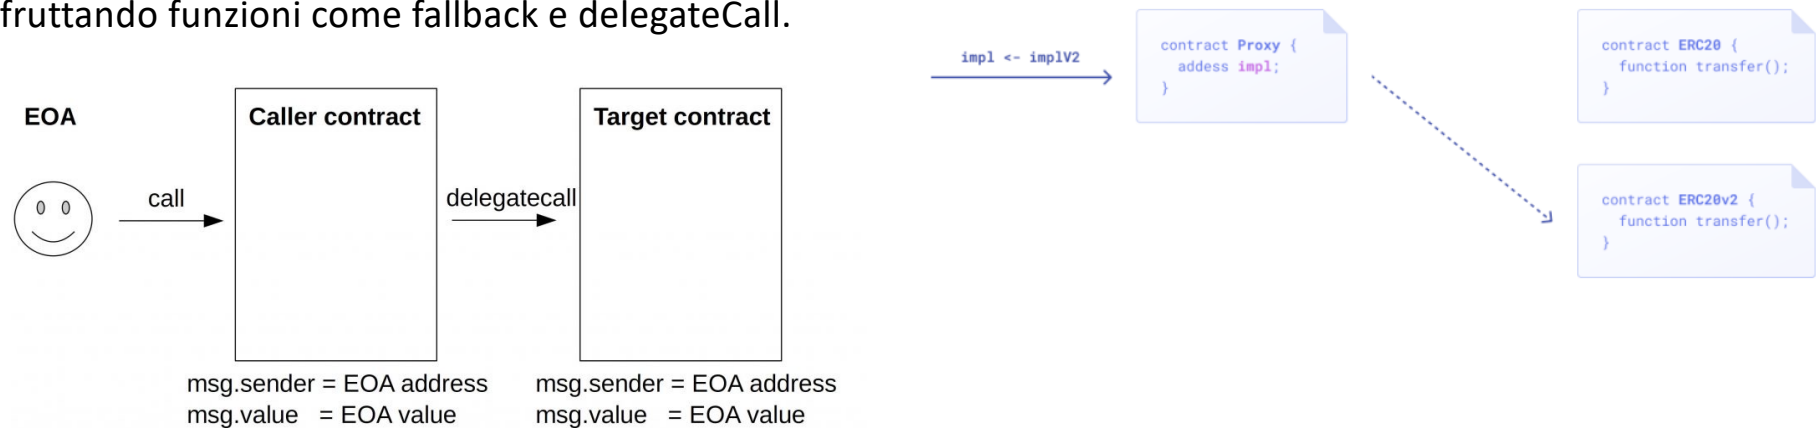 fruttando funzioni come fallback e delegateCall.
EOA
call
Caller contract
delegatecall
Target contract
msg.sender = EOA address
msg.value = EOA value
msg.sender = EOA address
msg.value = EOA value
impl <- implV2
contract Proxy {
addess impl;
}
contract ERC20 {
function transfer();
}
contract ERC20v2 {
function transfer();
}